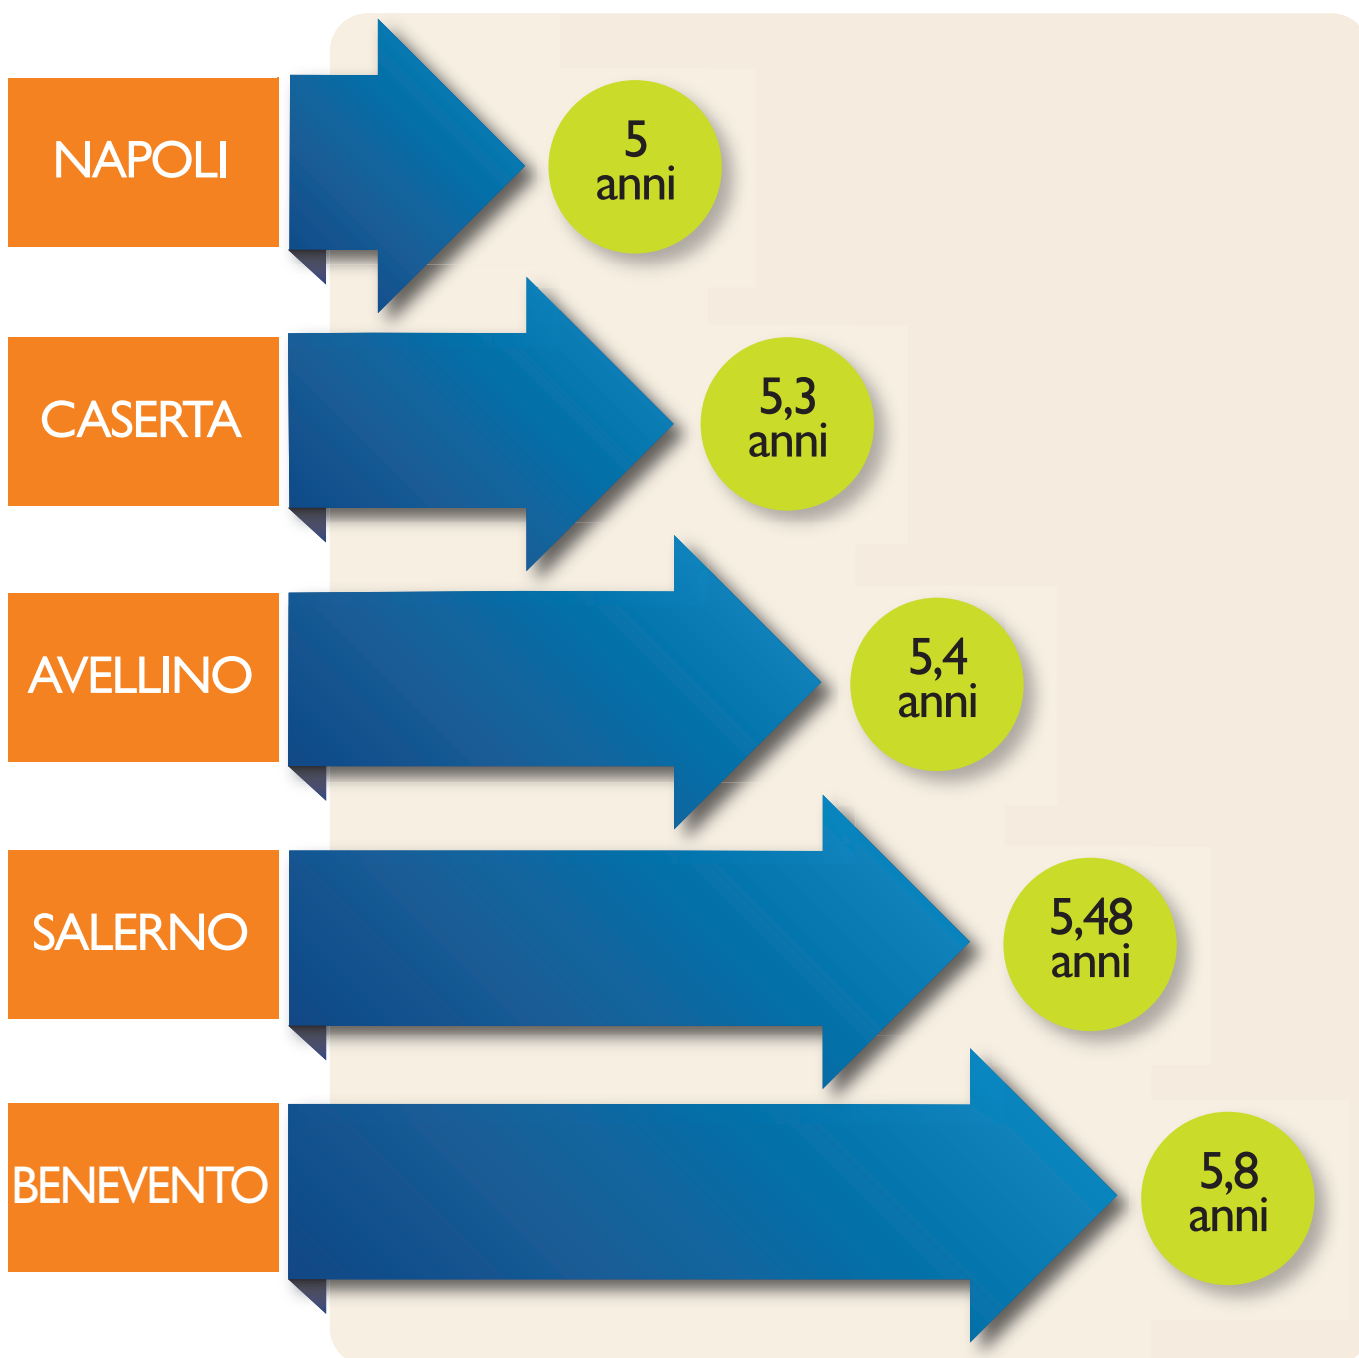 NAPOLI
5
anni
CASERTA
5,3
anni
AVELLINO
5,4
anni
SALERNO
5,48
anni
BENEVENTO
5,8
anni